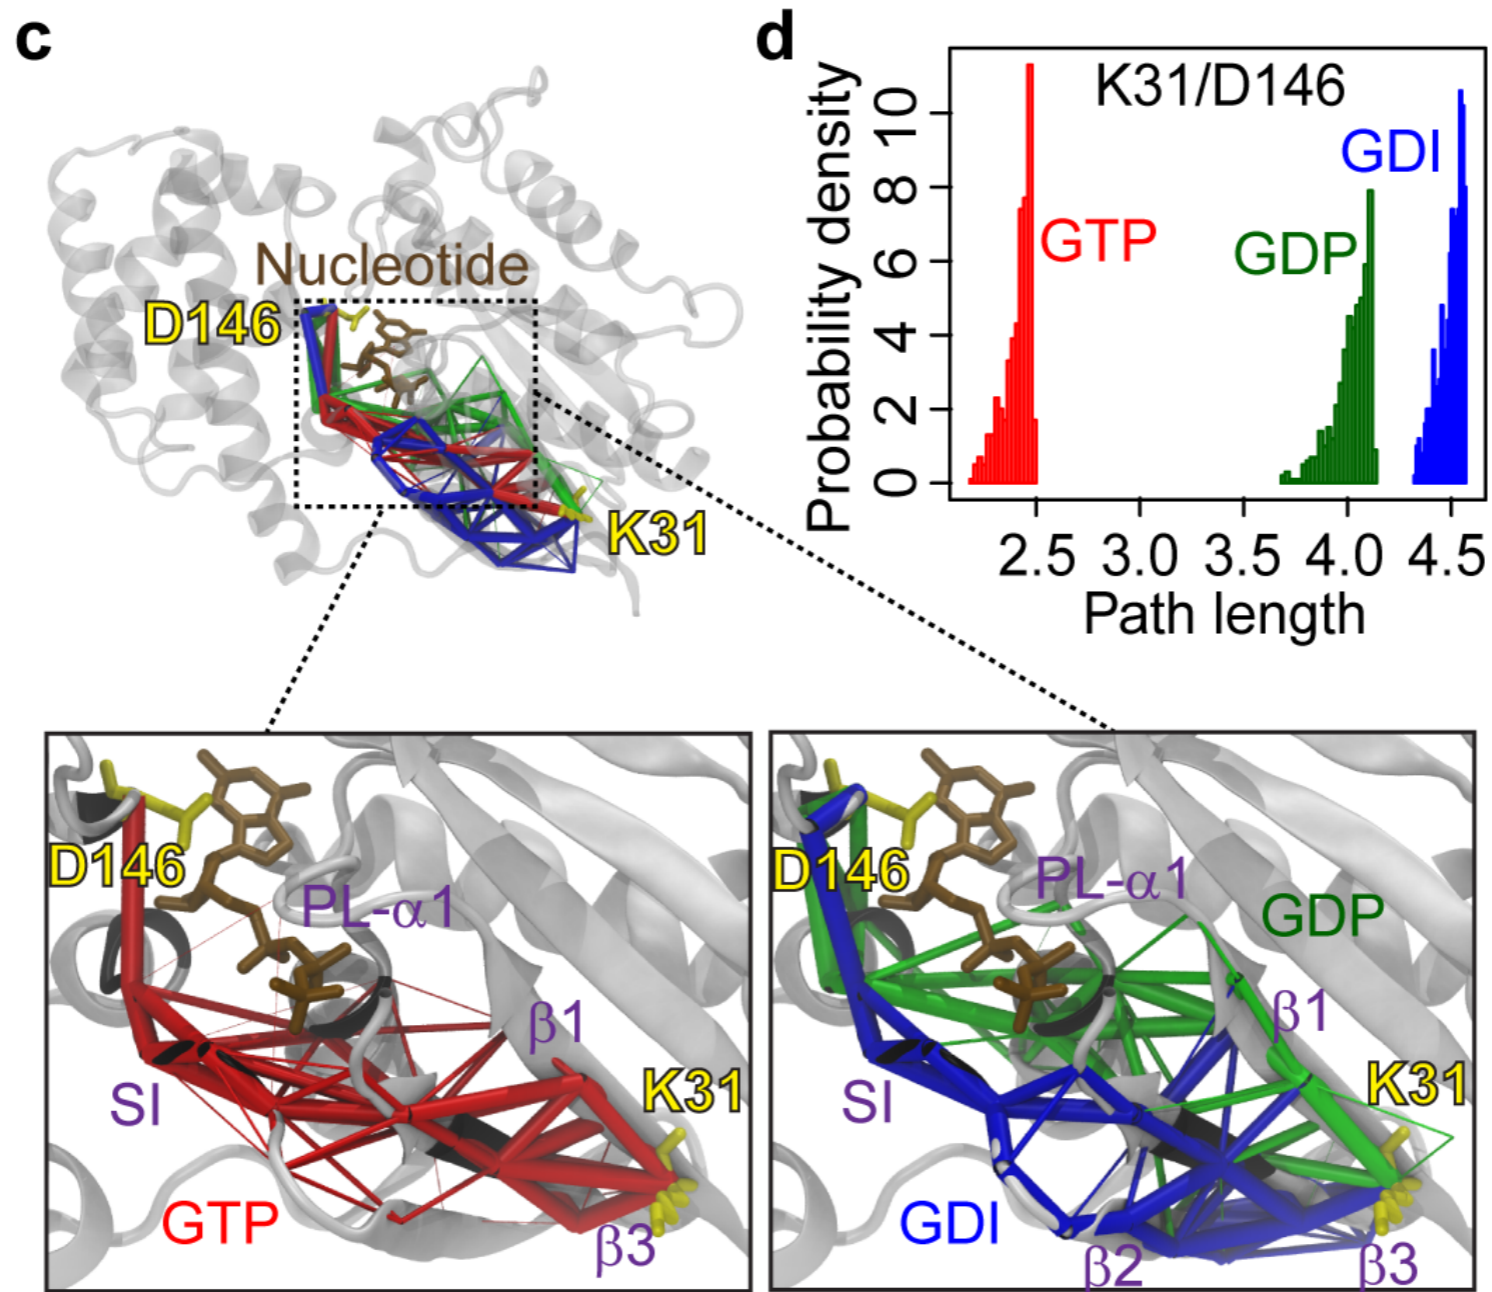 c
Nucleotide
D146
K31
d
Probability density
0 2 4 6 8 10
K31/D146
GTP
GDP
GDI
2.5 3.0 3.5 4.0 4.5
Path length
D146
PL-α1
β1
K31
SI
GTP
β3
D146
PL-α1
GDP
β1
K31
SI
GDI
β2
β3